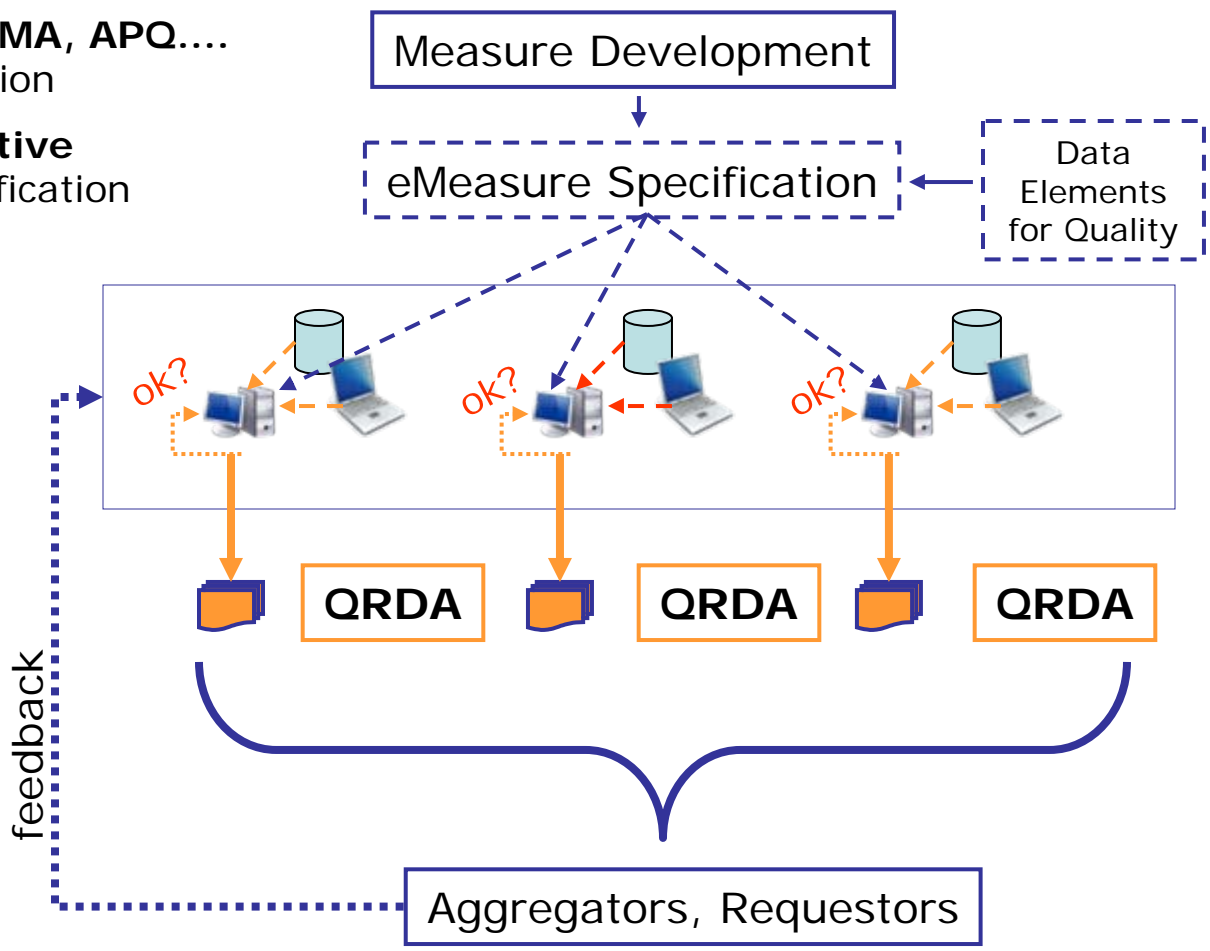 MA, APQ....
ion
tive
fication
Measure Development
eMeasure Specification
Data
Elements
for Quality
ok?
ok?
ok?
QRDA
QRDA
QRDA
feedback
Aggregators, Requestors